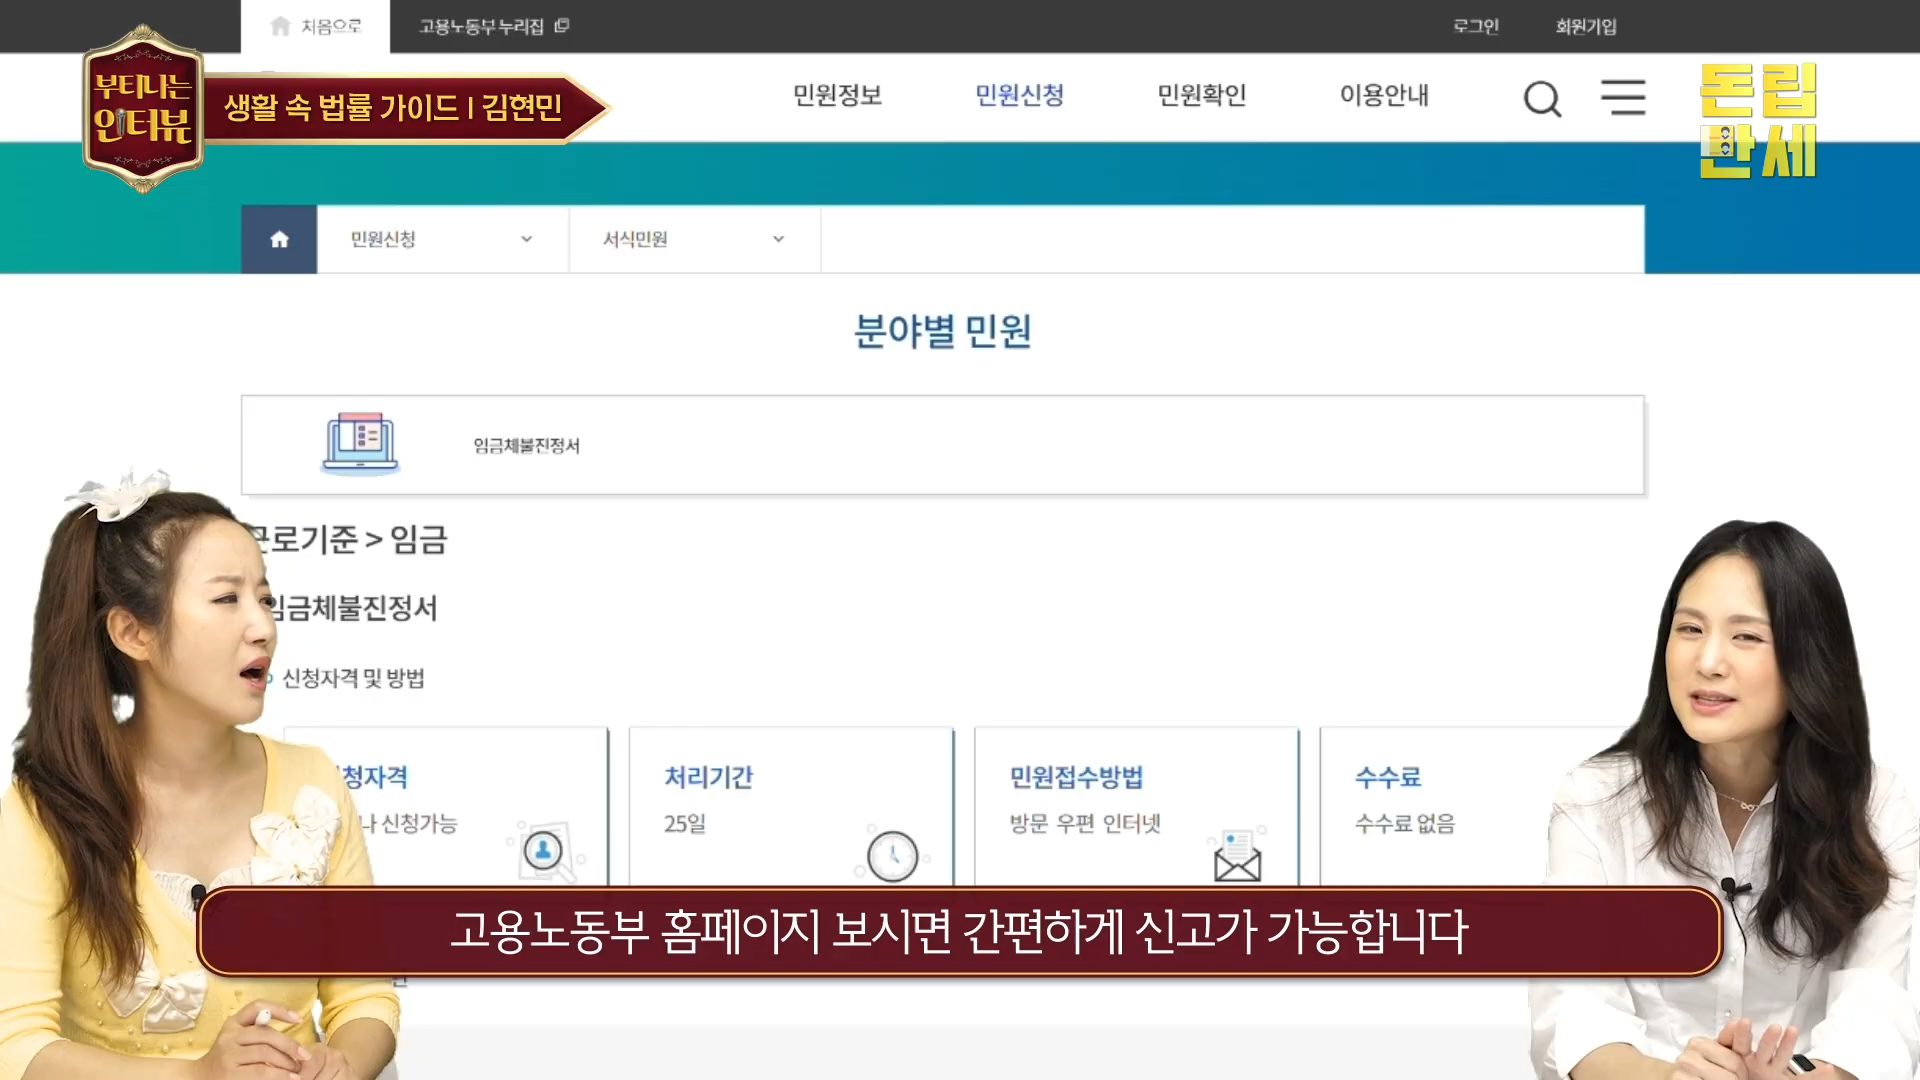 처음으로
고용노동부 누리집
로그인
회원가입
부티나는
인터뷰
생활 속 법률 가이드 | 김현민
민원정보
민원신청
민원확인
이용안내
돈립
만세
민원신청
서식민원
분야별 민원
임금체불진정서
근로기준 > 임금
임금체불진정서
신청자격 및 방법
청자격
나 신청가능
처리기간
25일
민원접수방법
방문 우편 인터넷
수수료
수수료 없음
고용노동부 홈페이지 보시면 간편하게 신고가 가능합니다